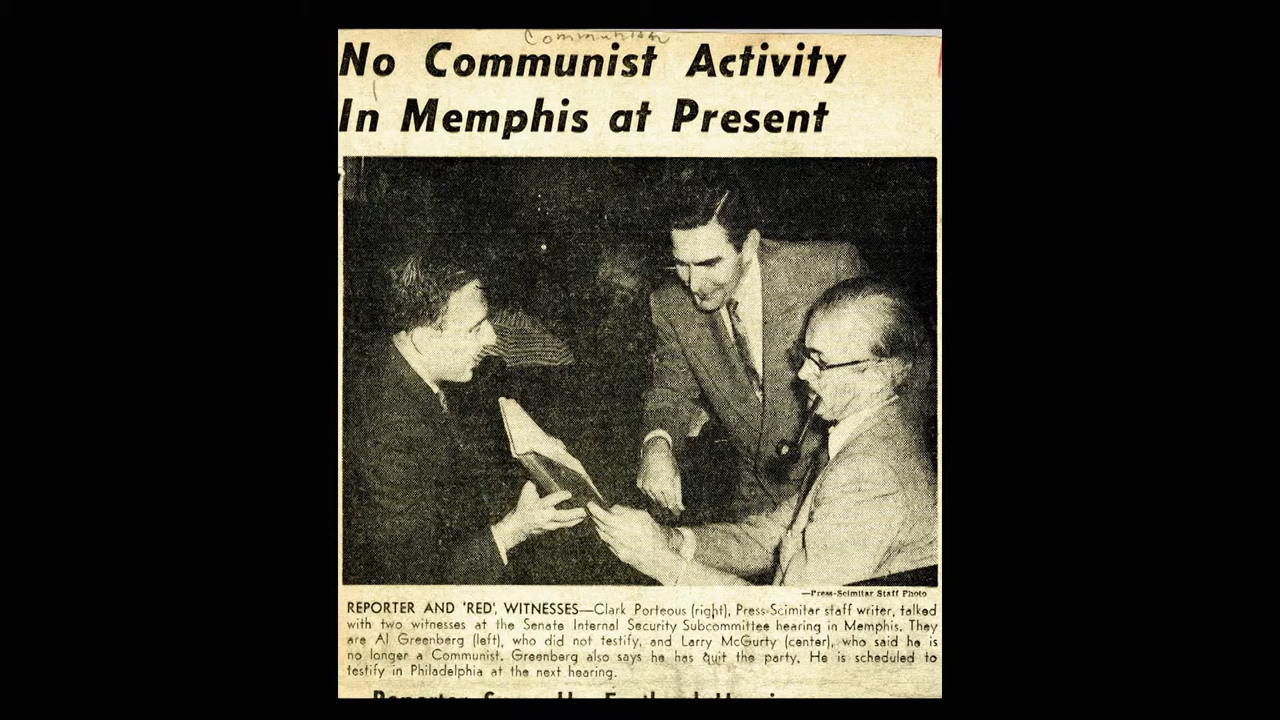 Communism
No Communist Activity
In Memphis at Present
—Press-Scimitar Staff Photo
REPORTER AND 'RED', WITNESSES—Clark Porteous (right), Press-Scimitar staff writer, talked
with two witnesses at the Senate Internal Security Subcommittee hearing in Memphis. They
are Al Greenberg (left), who did not testify, and Larry McGurty (center), who said he is
no longer a Communist. Greenberg also says he has quit the party. He is scheduled to
testify in Philadelphia at the next hearing.